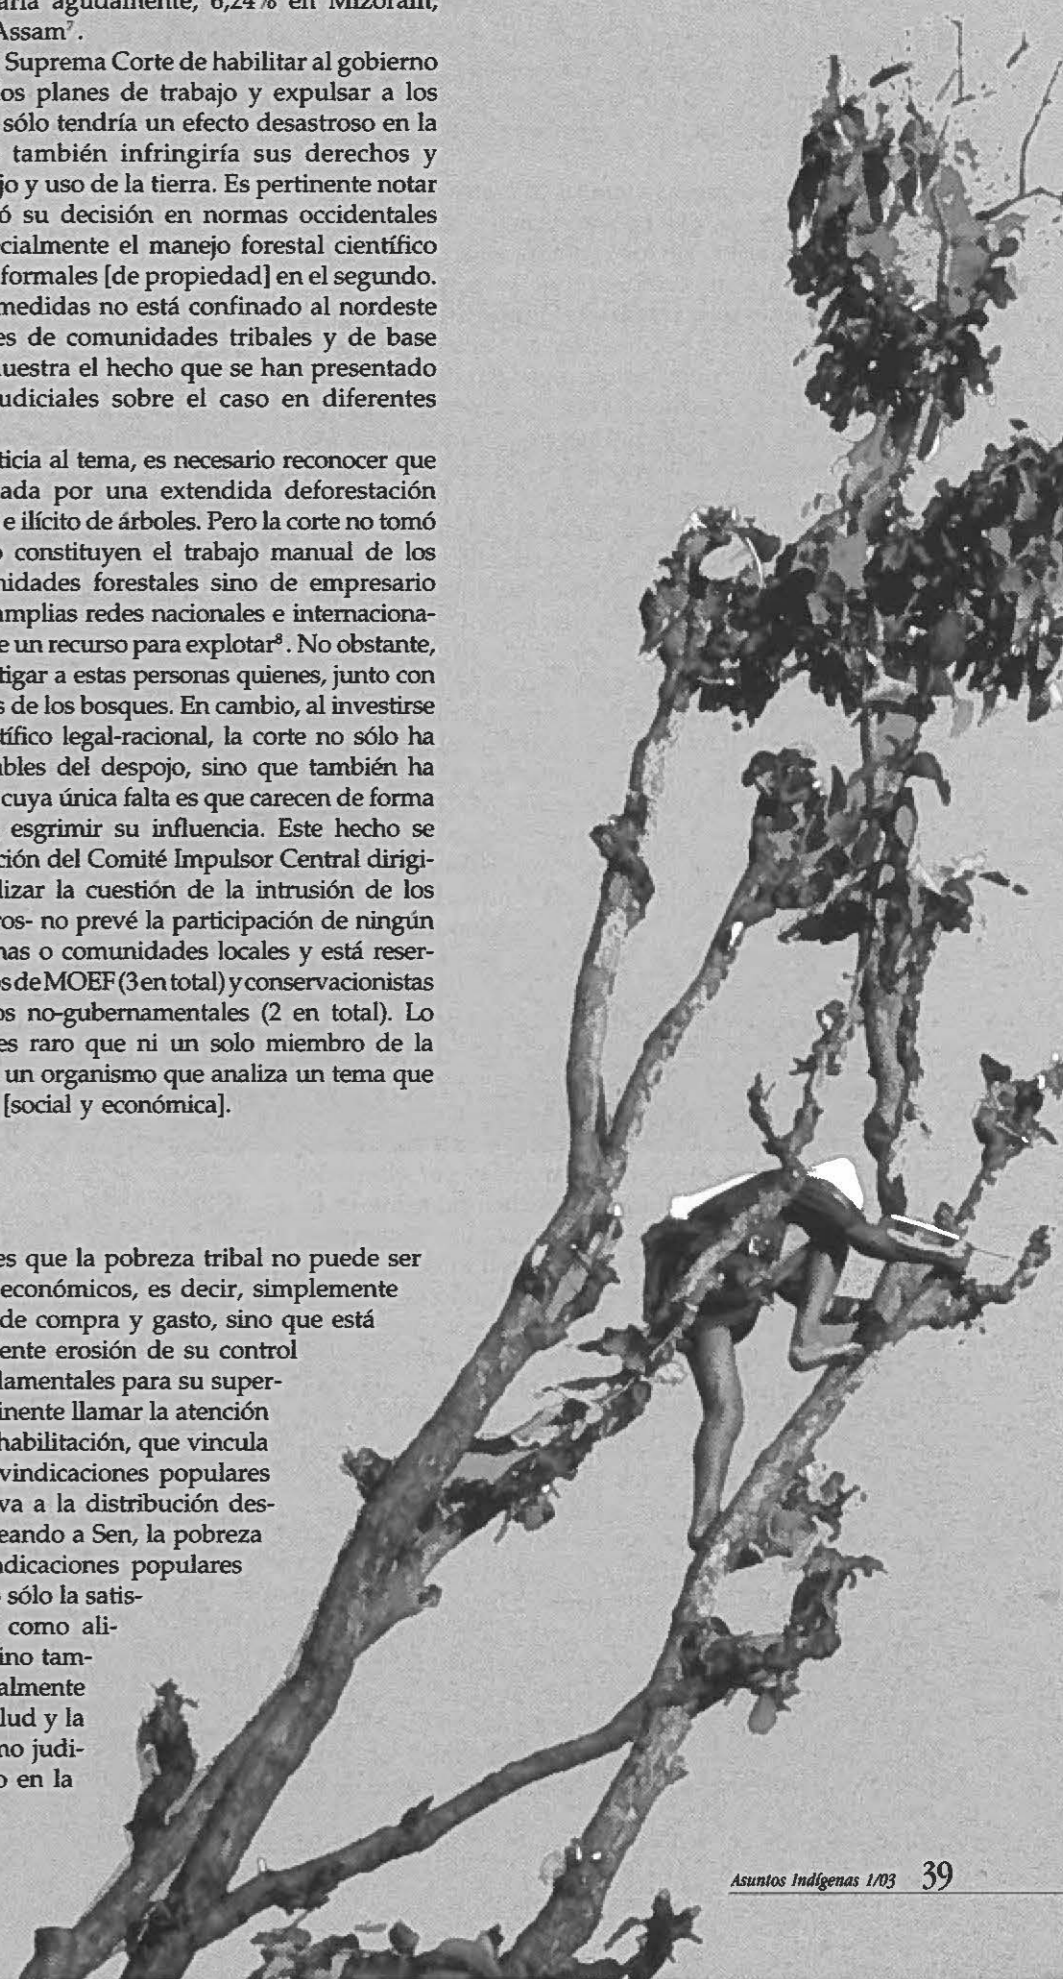 aria agudamente, 6,24% en Mizoram,
Assam⁷.
Suprema Corte de habilitar al gobierno
os planes de trabajo y expulsar a los
sólo tendría un efecto desastroso en la
también infringiría sus derechos y
jo y uso de la tierra. Es pertinente notar
ó su decisión en normas occidentales
cialmente el manejo forestal científico
formales [de propiedad] en el segundo.
medidas no está confinado al nordeste
es de comunidades tribales y de base
uestra el hecho que se han presentado
udiciales sobre el caso en diferentes
ticia al tema, es necesario reconocer que
ada por una extendida deforestación
e ilícito de árboles. Pero la corte no tomó
o constituyen el trabajo manual de los
nidades forestales sino de empresario
amplias redes nacionales e internaciona-
e un recurso para explotar⁸. No obstante,
tigar a estas personas quienes, junto con
s de los bosques. En cambio, al investirse
tífico legal-racional, la corte no sólo ha
ables del despojo, sino que también ha
cuya única falta es que carecen de forma
esgrimir su influencia. Este hecho se
ción del Comité Impulsor Central dirigi-
lizar la cuestión de la intrusión de los
ros- no prevé la participación de ningún
nas o comunidades locales y está reser-
os de MOEF (3 en total) y conservacionistas
os no-gubernamentales (2 en total). Lo
es raro que ni un solo miembro de la
un organismo que analiza un tema que
[social y económica].
es que la pobreza tribal no puede ser
económicos, es decir, simplemente
de compra y gasto, sino que está
ente erosión de su control
damentales para su super-
inente llamar la atención
habilitación, que vincula
vindicaciones populares
va a la distribución des-
eando a Sen, la pobreza
ndicaciones populares
sólo la satis-
como ali-
ino tam-
almente
lud y la
no judi-
o en la
Asuntos Indígenas 1/03 39